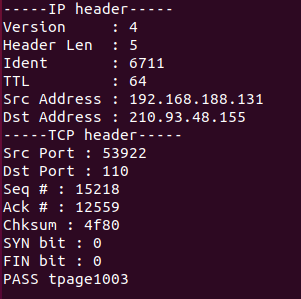 -----IP header-----
Version     : 4
Header Len  : 5
Ident       : 6711
TTL         : 64
Src Address : 192.168.188.131
Dst Address : 210.93.48.155
-----TCP header-----
Src Port : 53922
Dst Port : 110
Seq # : 15218
Ack # : 12559
Chksum : 4f80
SYN bit : 0
FIN bit : 0
PASS tpage1003